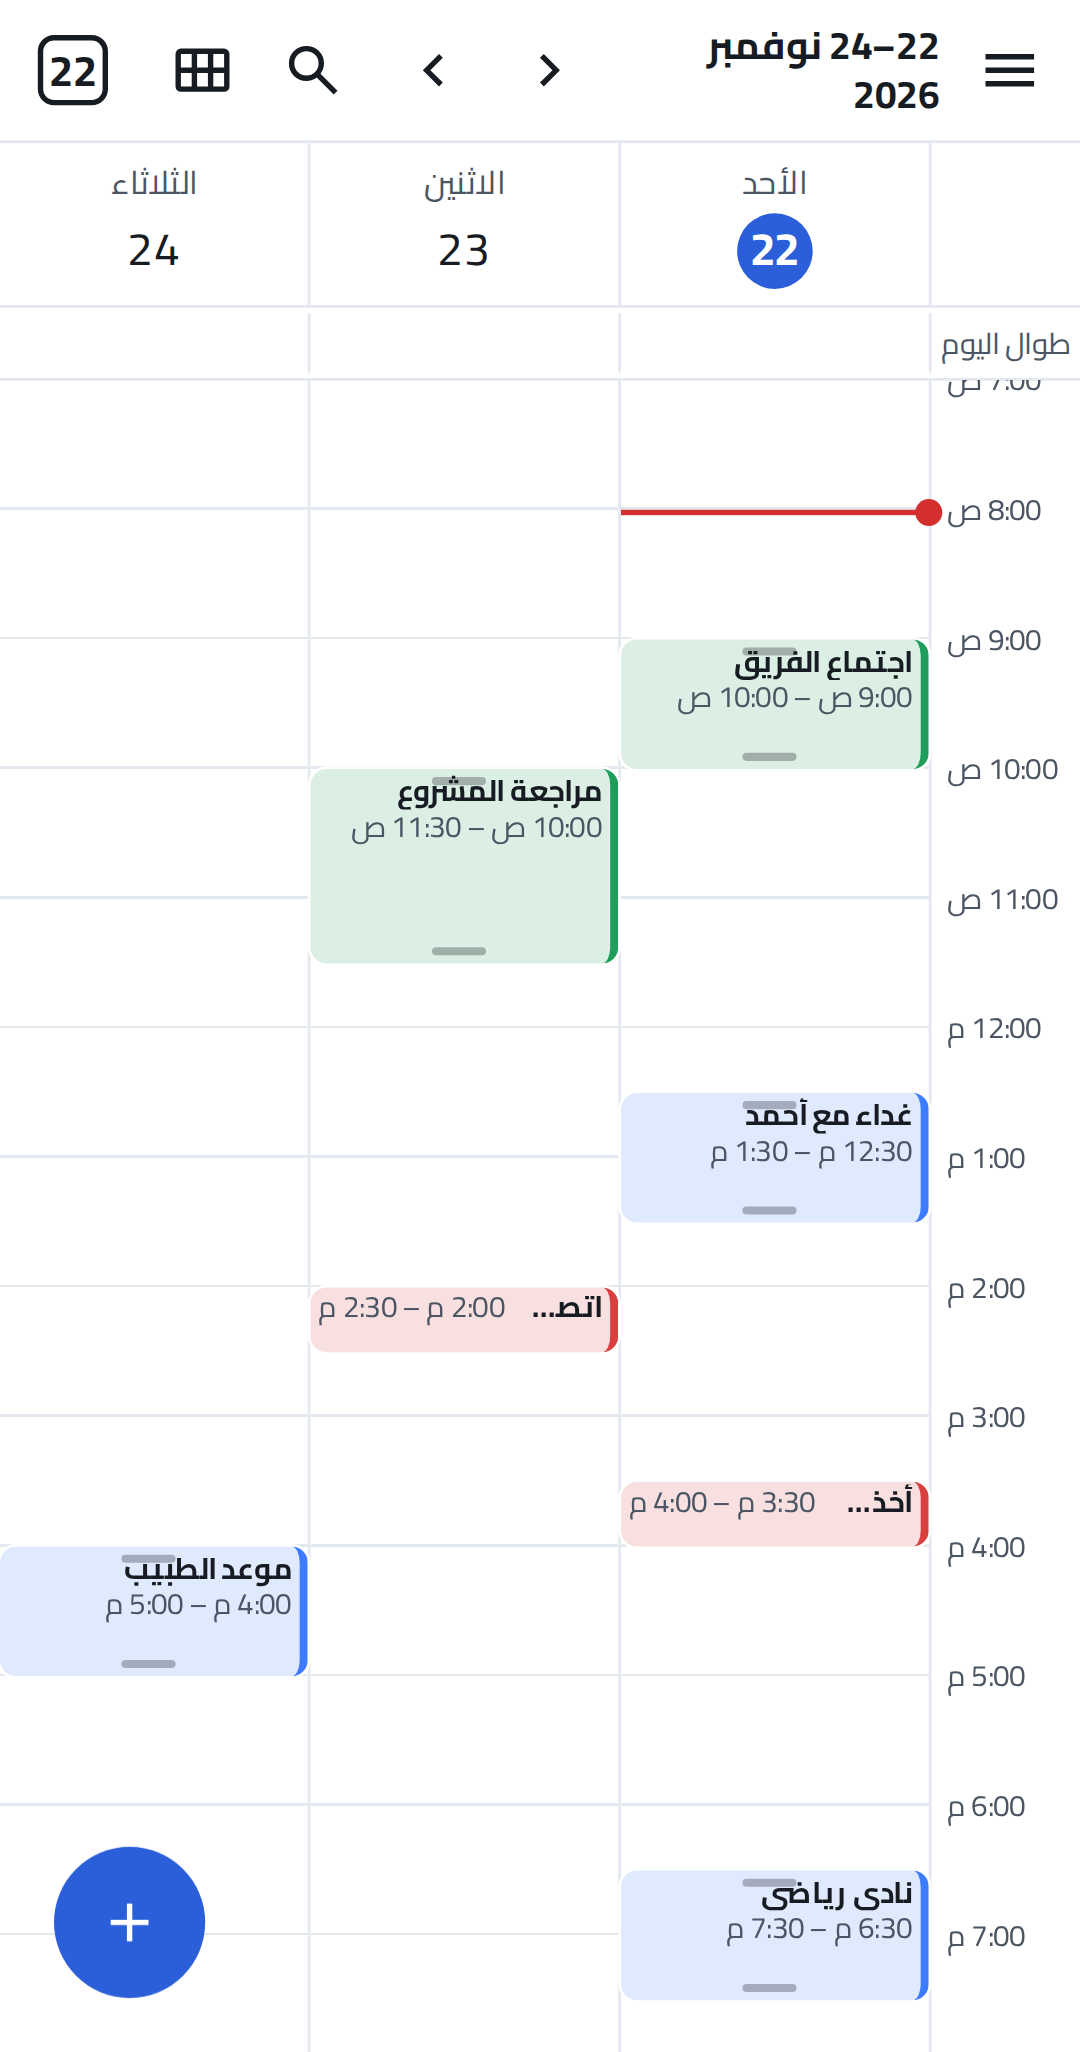 22–24 نوفمبر
2026
22
الأحد
22
الاثنين
23
الثلاثاء
24
طوال اليوم
7:00 ص
8:00 ص
9:00 ص
10:00 ص
11:00 ص
12:00 م
1:00 م
2:00 م
3:00 م
4:00 م
5:00 م
6:00 م
7:00 م
اجتماع الفريق
9:00 ص – 10:00 ص
غداء مع أحمد
12:30 م – 1:30 م
أخذ... 3:30 م – 4:00 م
نادي رياضي
6:30 م – 7:30 م
مراجعة المشروع
10:00 ص – 11:30 ص
اتص... 2:00 م – 2:30 م
موعد الطبيب
4:00 م – 5:00 م